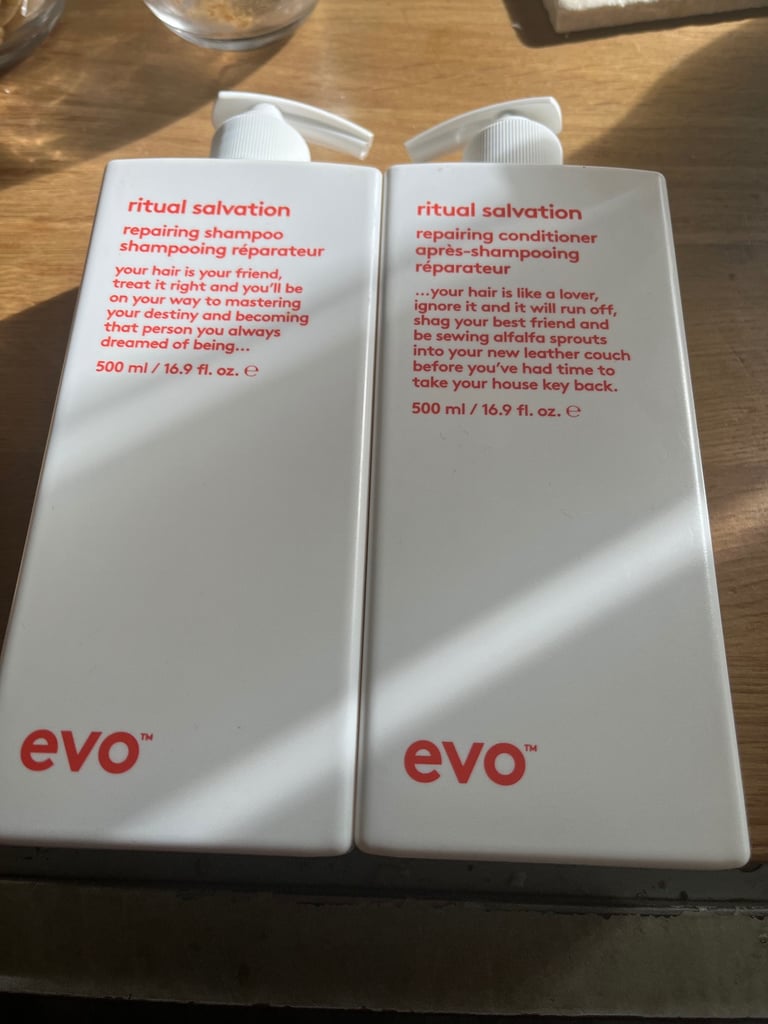 ritual salvation
repairing shampoo
shampooing réparateur
your hair is your friend,
treat it right and you'll be
on your way to mastering
your destiny and becoming
that person you always
dreamed of being...
500 ml / 16.9 fl. oz. ℮
evo™
ritual salvation
repairing conditioner
après-shampooing
réparateur
...your hair is like a lover,
ignore it and it will run off,
shag your best friend and
be sewing alfalfa sprouts
into your new leather couch
before you've had time to
take your house key back.
500 ml / 16.9 fl. oz. ℮
evo™